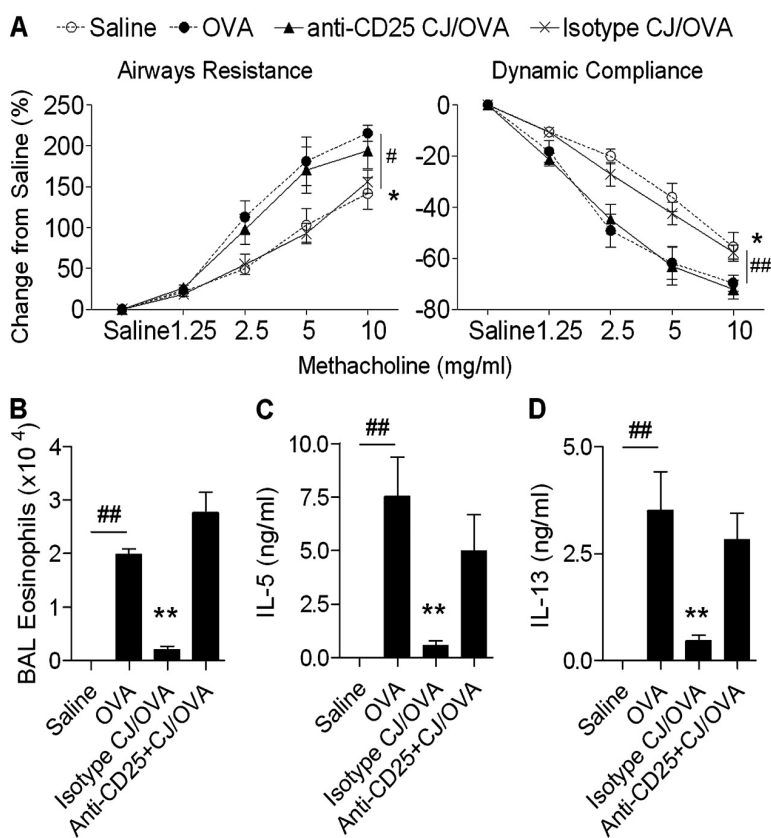 A Saline OVA anti-CD25 CJ/OVA Isotype CJ/OVA
Airways Resistance Dynamic Compliance
Change from Saline (%)
250
200
150
100
50
0
#
*
Saline 1.25 2.5 5 10
0
-20
-40
-60
-80
*
##
Saline 1.25 2.5 5 10
Methacholine (mg/ml)
B
BAL Eosinophils (x10 4)
4
3
2
1
0
##
**
Saline
OVA
Isotype CJ/OVA
Anti-CD25+CJ/OVA
C
IL-5 (ng/ml)
10.0
7.5
5.0
2.5
0.0
##
**
Saline
OVA
Isotype CJ/OVA
Anti-CD25+CJ/OVA
D
IL-13 (ng/ml)
5.0
2.5
0.0
##
**
Saline
OVA
Isotype CJ/OVA
Anti-CD25+CJ/OVA